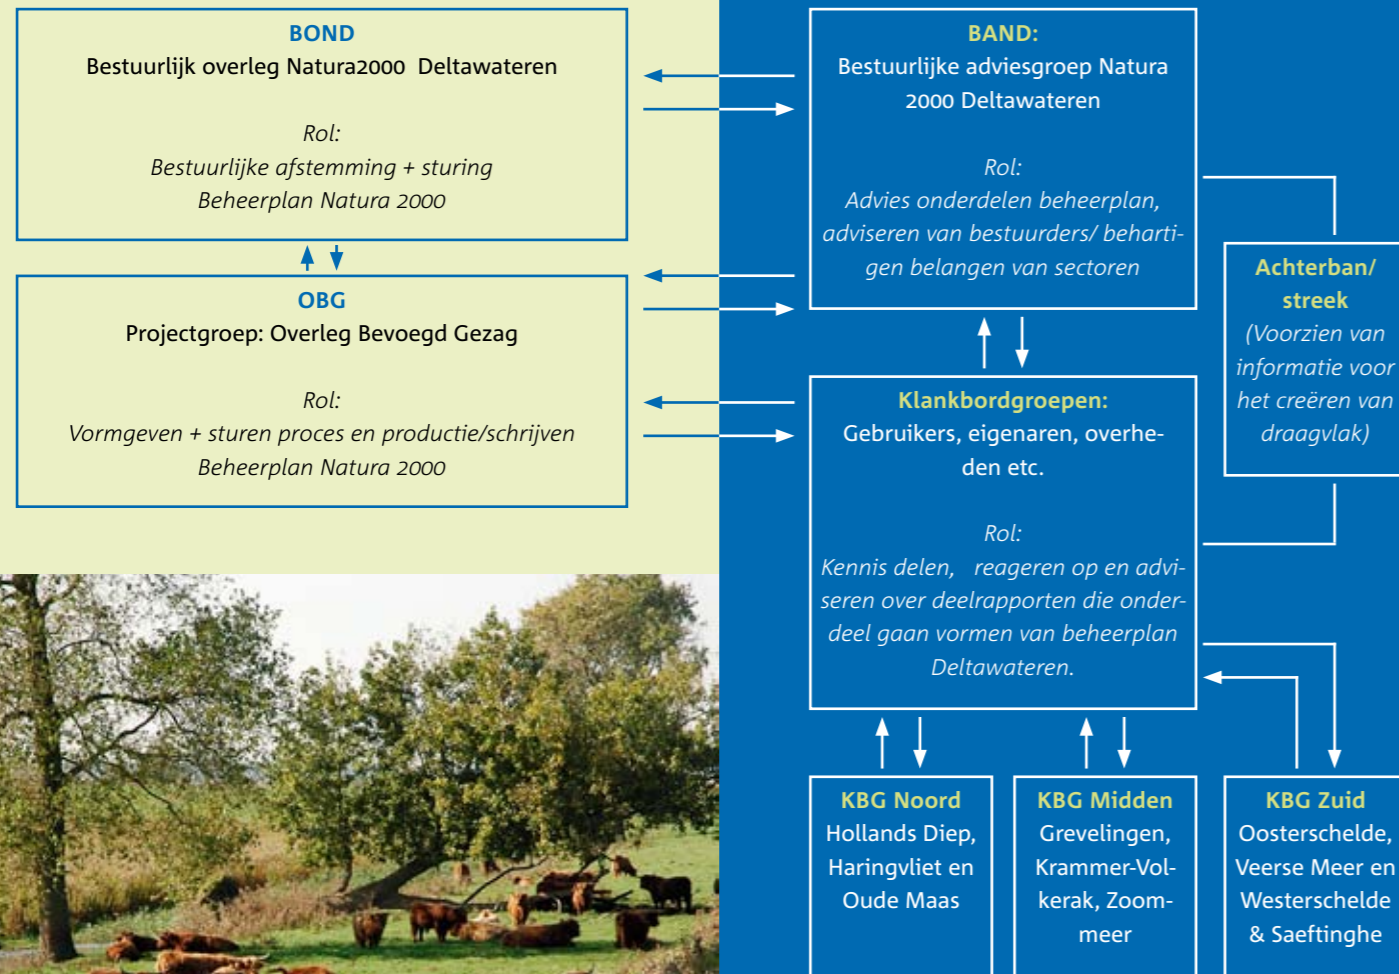 BOND
Bestuurlijk overleg Natura2000 Deltawateren
Rol:
Bestuurlijke afstemming + sturing
Beheerplan Natura 2000
OBG
Projectgroep: Overleg Bevoegd Gezag
Rol:
Vormgeven + sturen proces en productie/schrijven
Beheerplan Natura 2000
BAND:
Bestuurlijke adviesgroep Natura
2000 Deltawateren
Rol:
Advies onderdelen beheerplan,
adviseren van bestuurders/ beharti-
gen belangen van sectoren
Achterban/
streek
(Voorzien van
informatie voor
het creëren van
draagvlak)
Klankbordgroepen:
Gebruikers, eigenaren, overhe-
den etc.
Rol:
Kennis delen, reageren op en advi-
seren over deelrapporten die onder-
deel gaan vormen van beheerplan
Deltawateren.
KBG Noord
Hollands Diep,
Haringvliet en
Oude Maas
KBG Midden
Grevelingen,
Krammer-Vol-
kerak, Zoom-
meer
KBG Zuid
Oosterschelde,
Veerse Meer en
Westerschelde
& Saeftinghe